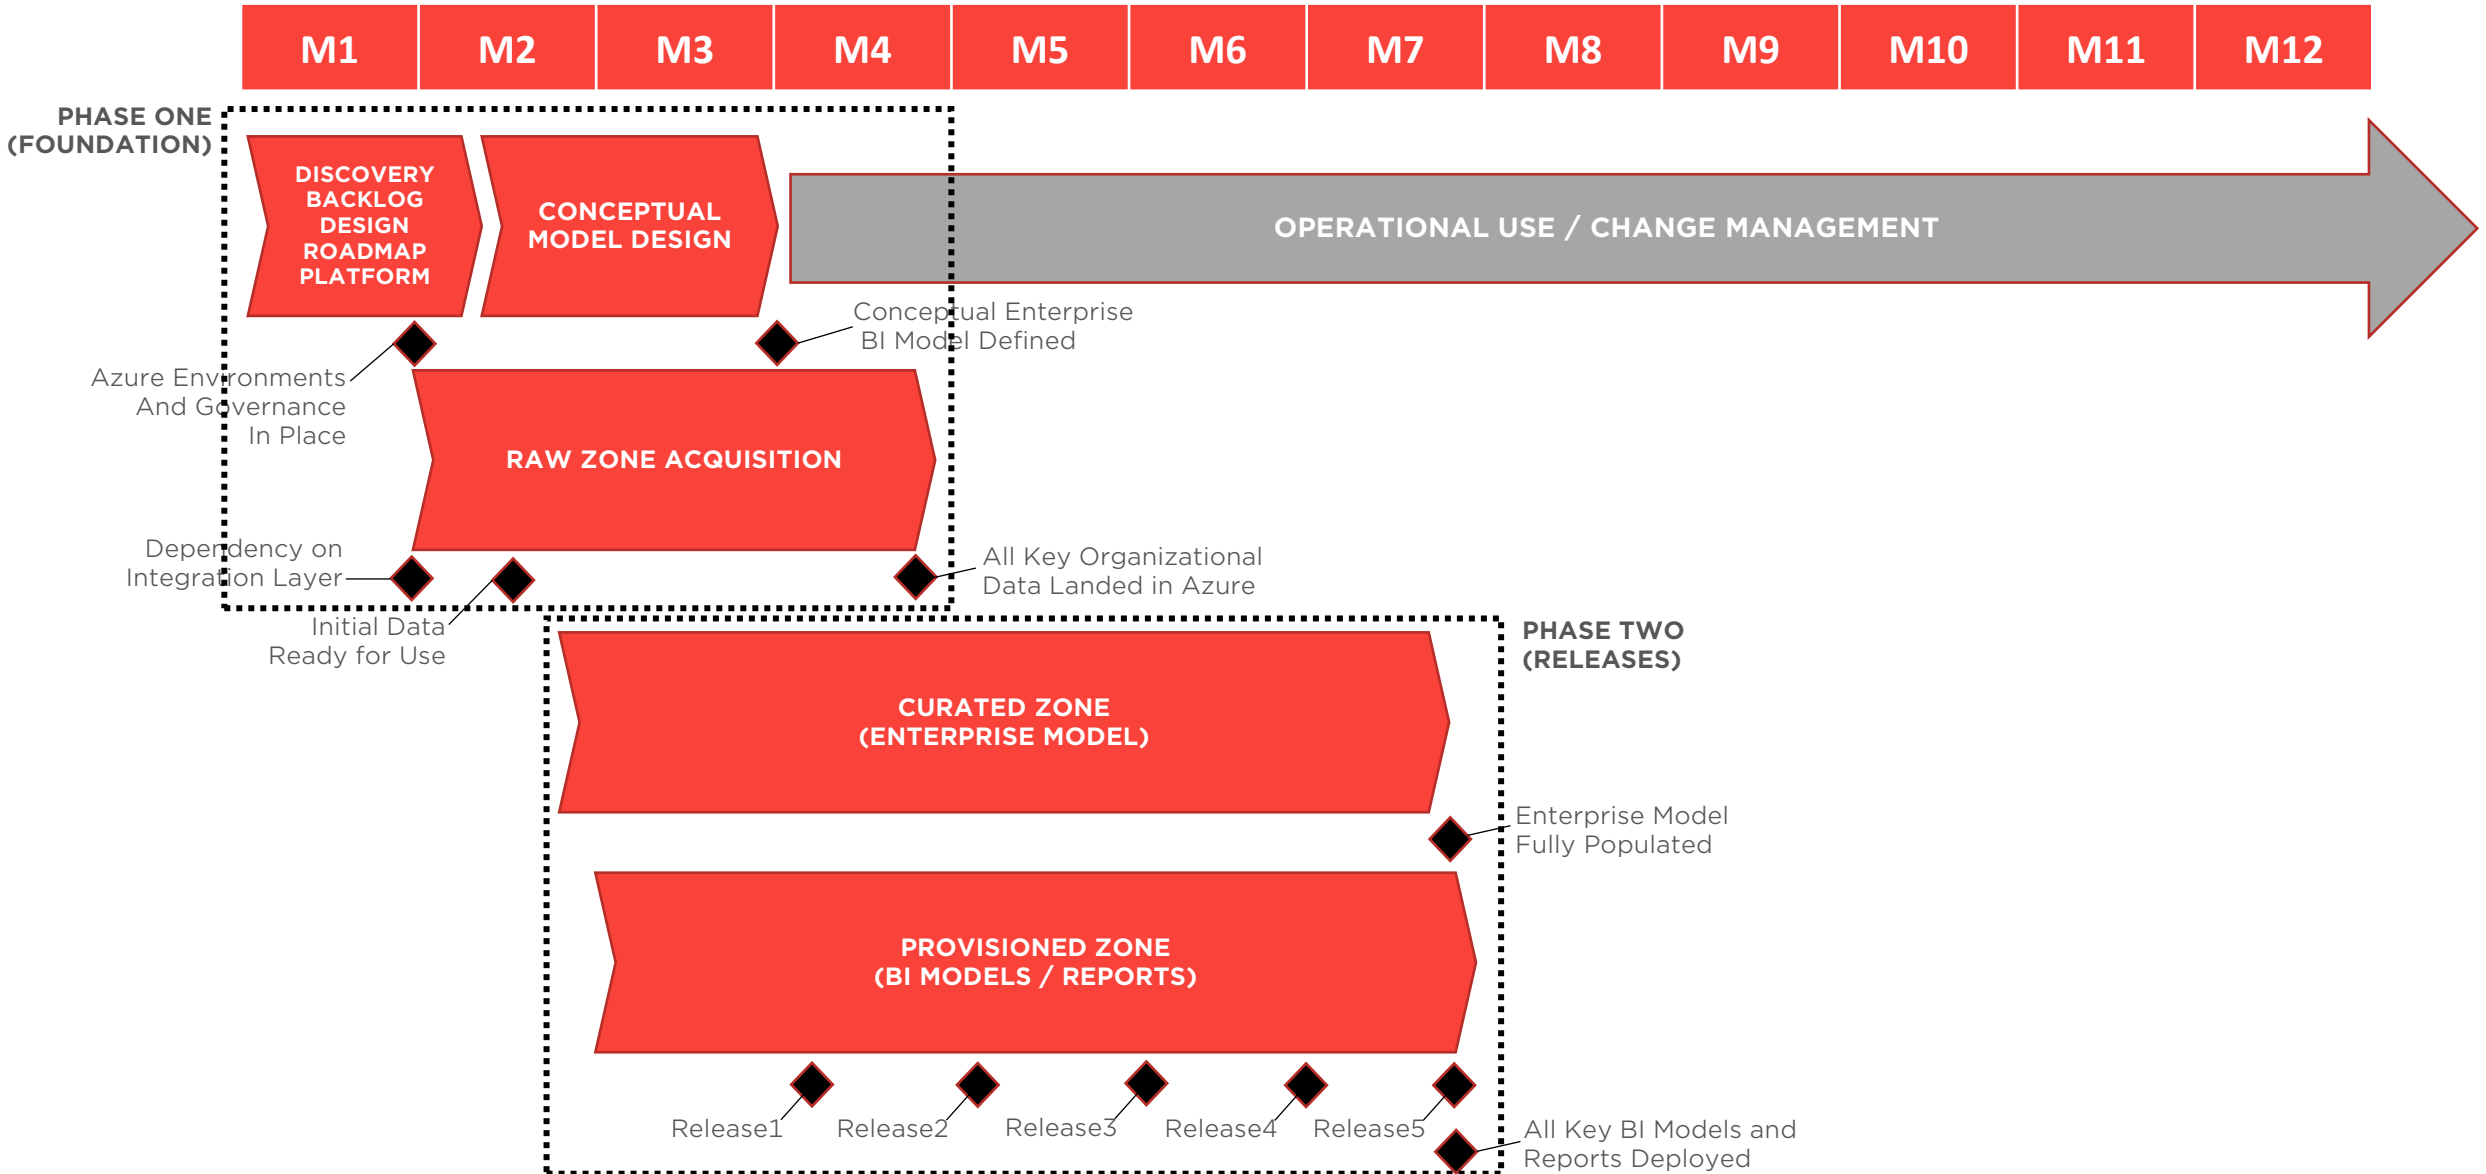 M1 M2 M3 M4 M5 M6 M7 M8 M9 M10 M11 M12
PHASE ONE
(FOUNDATION)
DISCOVERY
BACKLOG
DESIGN
ROADMAP
PLATFORM
CONCEPTUAL
MODEL DESIGN
OPERATIONAL USE / CHANGE MANAGEMENT
Conceptual Enterprise
BI Model Defined
Azure Environments
And Governance
In Place
RAW ZONE ACQUISITION
Dependency on
Integration Layer
All Key Organizational
Data Landed in Azure
Initial Data
Ready for Use
PHASE TWO
(RELEASES)
CURATED ZONE
(ENTERPRISE MODEL)
Enterprise Model
Fully Populated
PROVISIONED ZONE
(BI MODELS / REPORTS)
Release1
Release2
Release3
Release4
Release5
All Key BI Models and
Reports Deployed